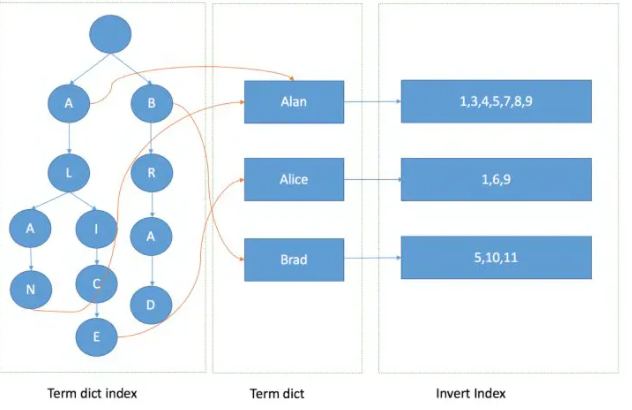 A
B
L
R
A
I
A
N
C
D
E
Alan
Alice
Brad
1,3,4,5,7,8,9
1,6,9
5,10,11
Term dict index
Term dict
Invert Index